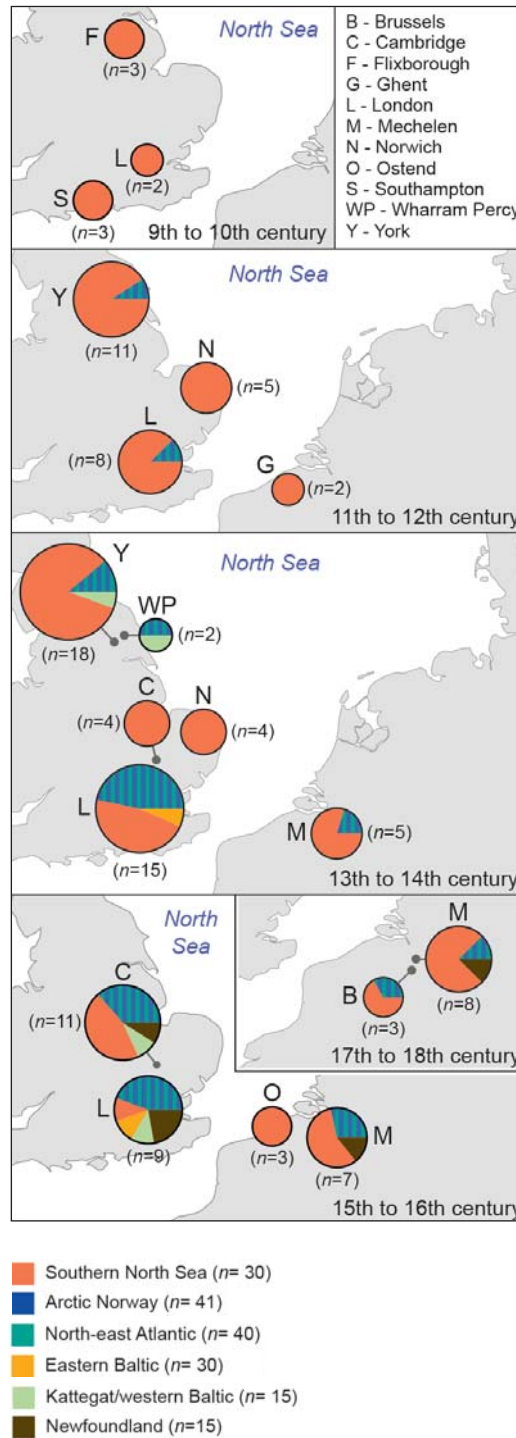 F
North Sea
(n=3)
L
(n=2)
S
(n=3)
9th to 10th century
B - Brussels
C - Cambridge
F - Flixborough
G - Ghent
L - London
M - Mechelen
N - Norwich
O - Ostend
S - Southampton
WP - Wharram Percy
Y - York
North Sea
Y
(n=11)
N
(n=5)
L
(n=8)
G
(n=2)
11th to 12th century
North Sea
Y
(n=18)
WP
(n=2)
C
(n=4)
N
(n=4)
L
(n=15)
M
(n=5)
13th to 14th century
North
Sea
C
(n=11)
L
(n=9)
M
(n=8)
B
(n=3)
17th to 18th century
O
(n=3)
M
(n=7)
15th to 16th century
Southern North Sea (n= 30)
Arctic Norway (n= 41)
North-east Atlantic (n= 40)
Eastern Baltic (n= 30)
Kattegat/western Baltic (n= 15)
Newfoundland (n=15)